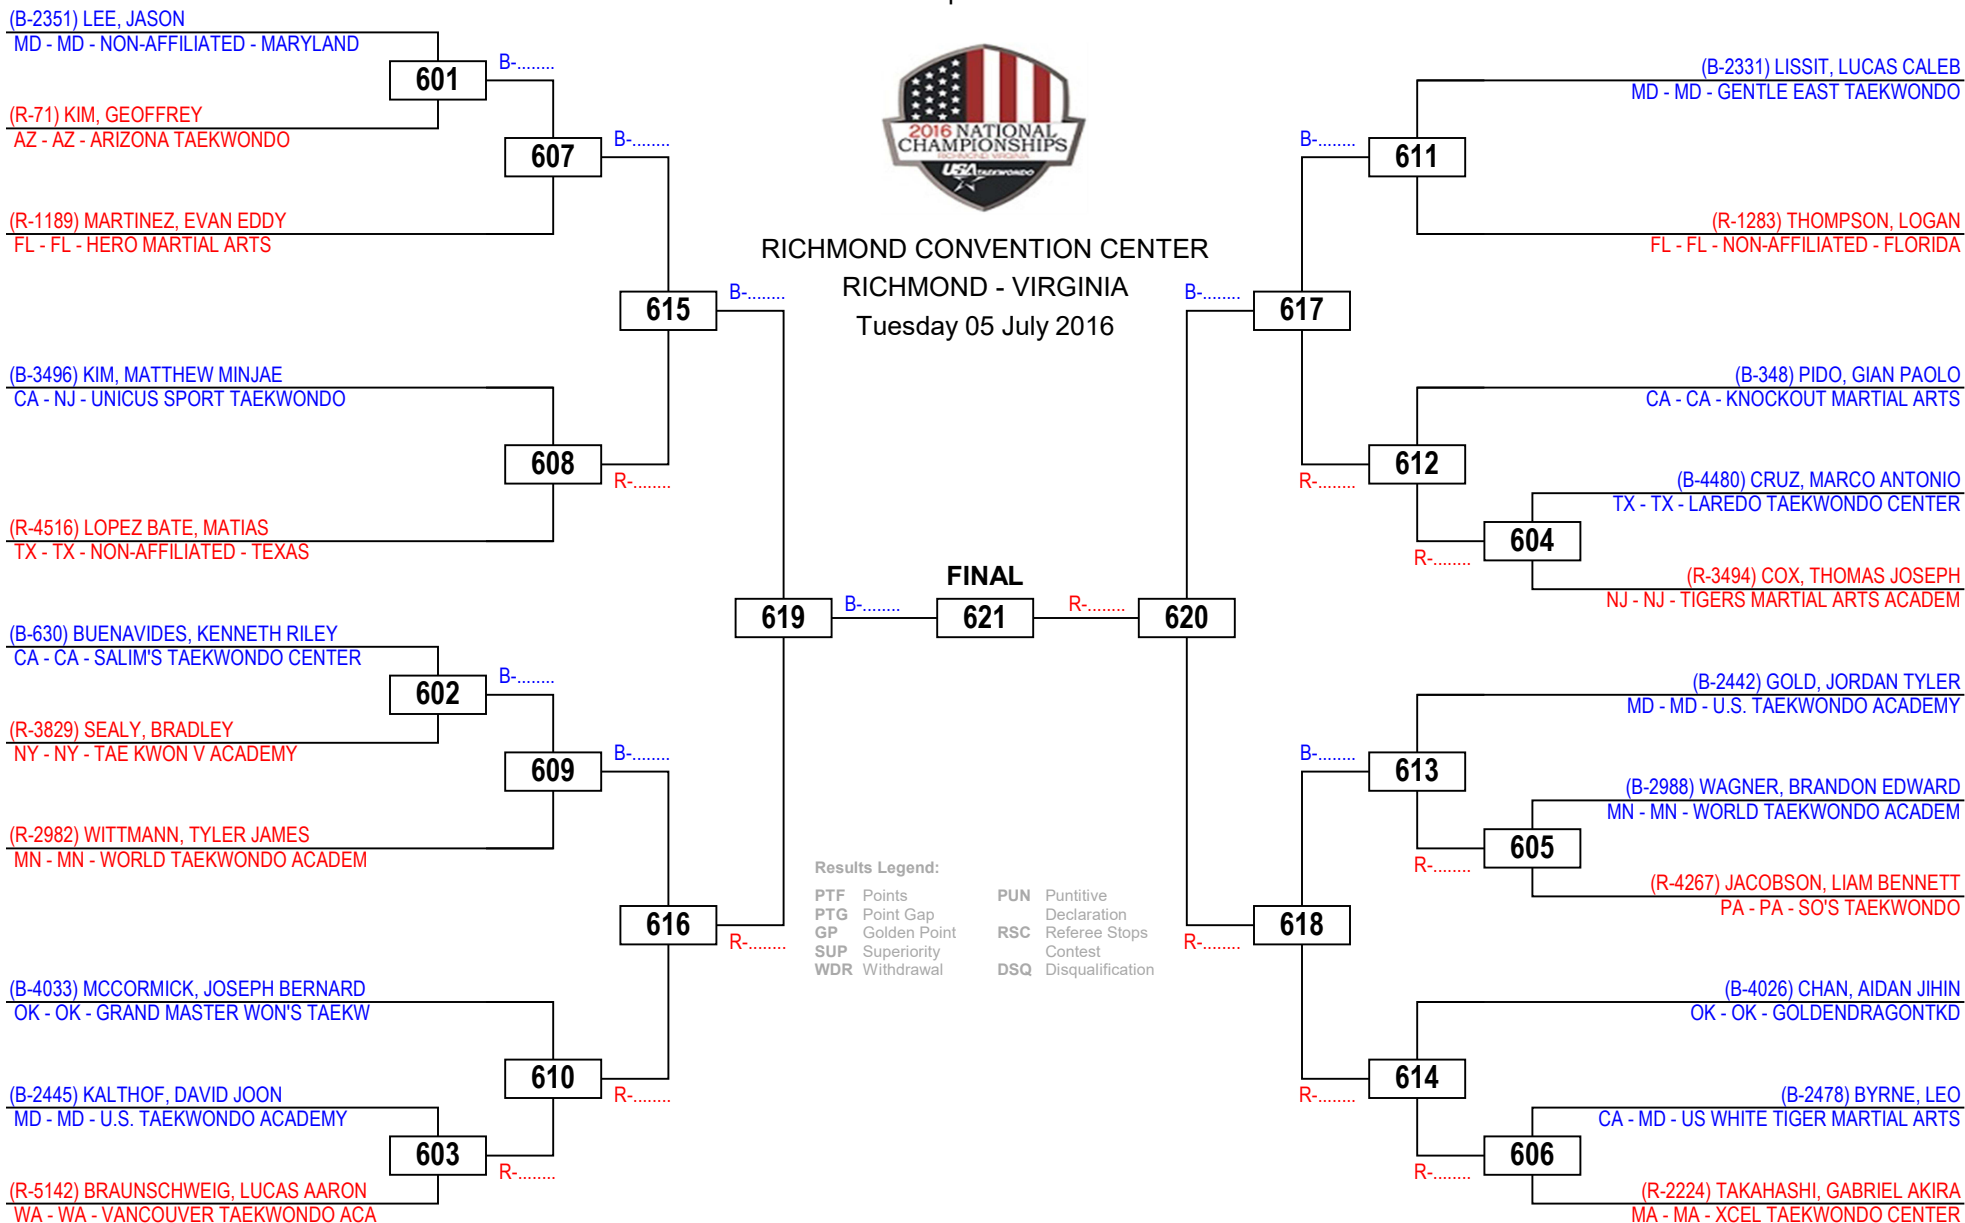 (B-2351) LEE, JASON
MD - MD - NON-AFFILIATED - MARYLAND
601
B-........
(R-71) KIM, GEOFFREY
AZ - AZ - ARIZONA TAEKWONDO
607
B-........
(R-1189) MARTINEZ, EVAN EDDY
FL - FL - HERO MARTIAL ARTS
615
B-........
(B-3496) KIM, MATTHEW MINJAE
CA - NJ - UNICUS SPORT TAEKWONDO
608
R-........
(R-4516) LOPEZ BATE, MATIAS
TX - TX - NON-AFFILIATED - TEXAS
619
B-........
(B-630) BUENAVIDES, KENNETH RILEY
CA - CA - SALIM'S TAEKWONDO CENTER
602
B-........
(R-3829) SEALY, BRADLEY
NY - NY - TAE KWON V ACADEMY
609
B-........
(R-2982) WITTMANN, TYLER JAMES
MN - MN - WORLD TAEKWONDO ACADEM
616
R-........
(B-4033) MCCORMICK, JOSEPH BERNARD
OK - OK - GRAND MASTER WON'S TAEKW
610
R-........
(B-2445) KALTHOF, DAVID JOON
MD - MD - U.S. TAEKWONDO ACADEMY
603
R-........
(R-5142) BRAUNSCHWEIG, LUCAS AARON
WA - WA - VANCOUVER TAEKWONDO ACA
2016 NATIONAL
CHAMPIONSHIPS
RICHMOND, VIRGINIA
USA TAEKWONDO
RICHMOND CONVENTION CENTER
RICHMOND - VIRGINIA
Tuesday 05 July 2016
FINAL
621
Results Legend:
PTF Points
PTG Point Gap
GP Golden Point
SUP Superiority
WDR Withdrawal
PUN Puntitive
Declaration
RSC Referee Stops
Contest
DSQ Disqualification
(B-2331) LISSIT, LUCAS CALEB
MD - MD - GENTLE EAST TAEKWONDO
B-........
611
(R-1283) THOMPSON, LOGAN
FL - FL - NON-AFFILIATED - FLORIDA
B-........
617
(B-348) PIDO, GIAN PAOLO
CA - CA - KNOCKOUT MARTIAL ARTS
612
R-........
(B-4480) CRUZ, MARCO ANTONIO
TX - TX - LAREDO TAEKWONDO CENTER
604
R-........
(R-3494) COX, THOMAS JOSEPH
NJ - NJ - TIGERS MARTIAL ARTS ACADEM
R-........
620
(B-2442) GOLD, JORDAN TYLER
MD - MD - U.S. TAEKWONDO ACADEMY
B-........
613
(B-2988) WAGNER, BRANDON EDWARD
MN - MN - WORLD TAEKWONDO ACADEM
605
R-........
(R-4267) JACOBSON, LIAM BENNETT
PA - PA - SO'S TAEKWONDO
618
R-........
(B-4026) CHAN, AIDAN JIHIN
OK - OK - GOLDENDRAGONTKD
614
R-........
(B-2478) BYRNE, LEO
CA - MD - US WHITE TIGER MARTIAL ARTS
606
R-........
(R-2224) TAKAHASHI, GABRIEL AKIRA
MA - MA - XCEL TAEKWONDO CENTER